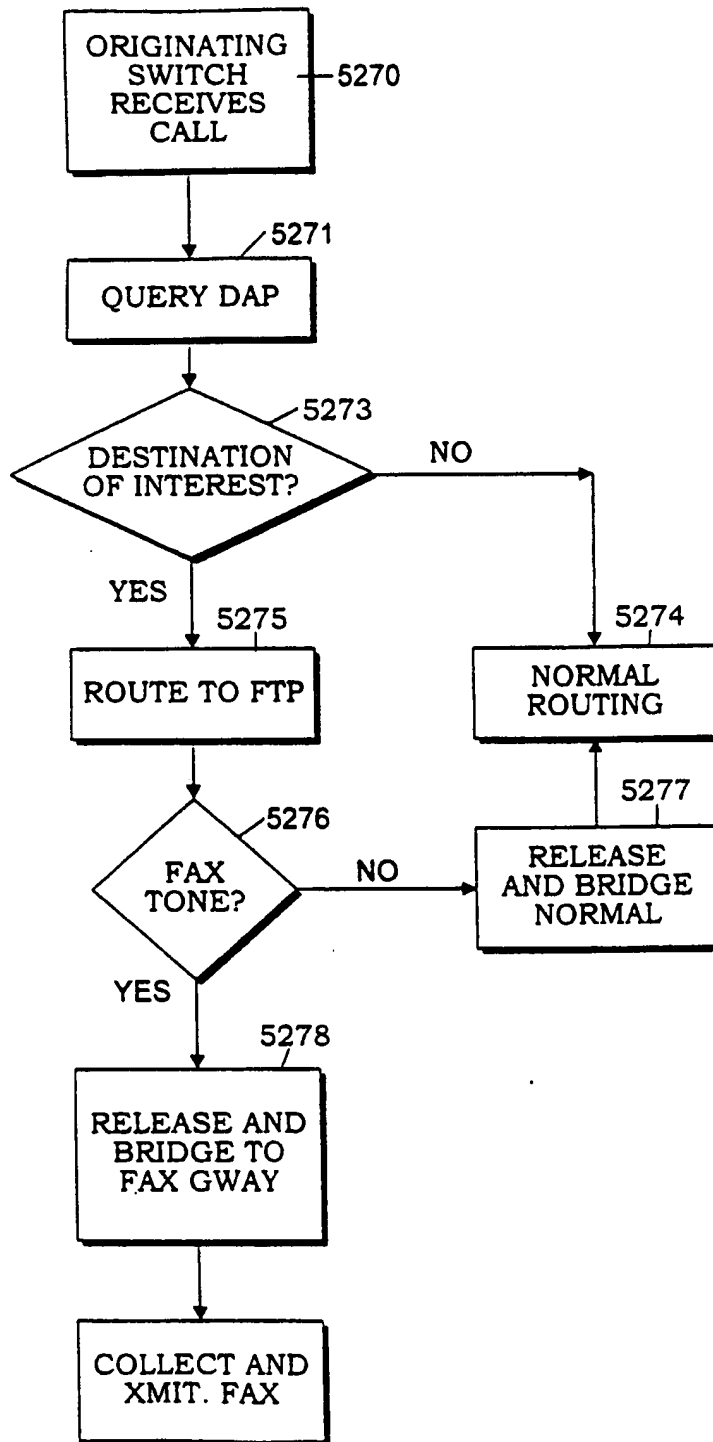 ORIGINATING
SWITCH
RECEIVES
CALL
5270
5271
QUERY DAP
5273
DESTINATION
OF INTEREST?
NO
YES
5275
ROUTE TO FTP
5274
NORMAL
ROUTING
5276
FAX
TONE?
NO
5277
RELEASE
AND BRIDGE
NORMAL
YES
5278
RELEASE AND
BRIDGE TO
FAX GWAY
COLLECT AND
XMIT. FAX